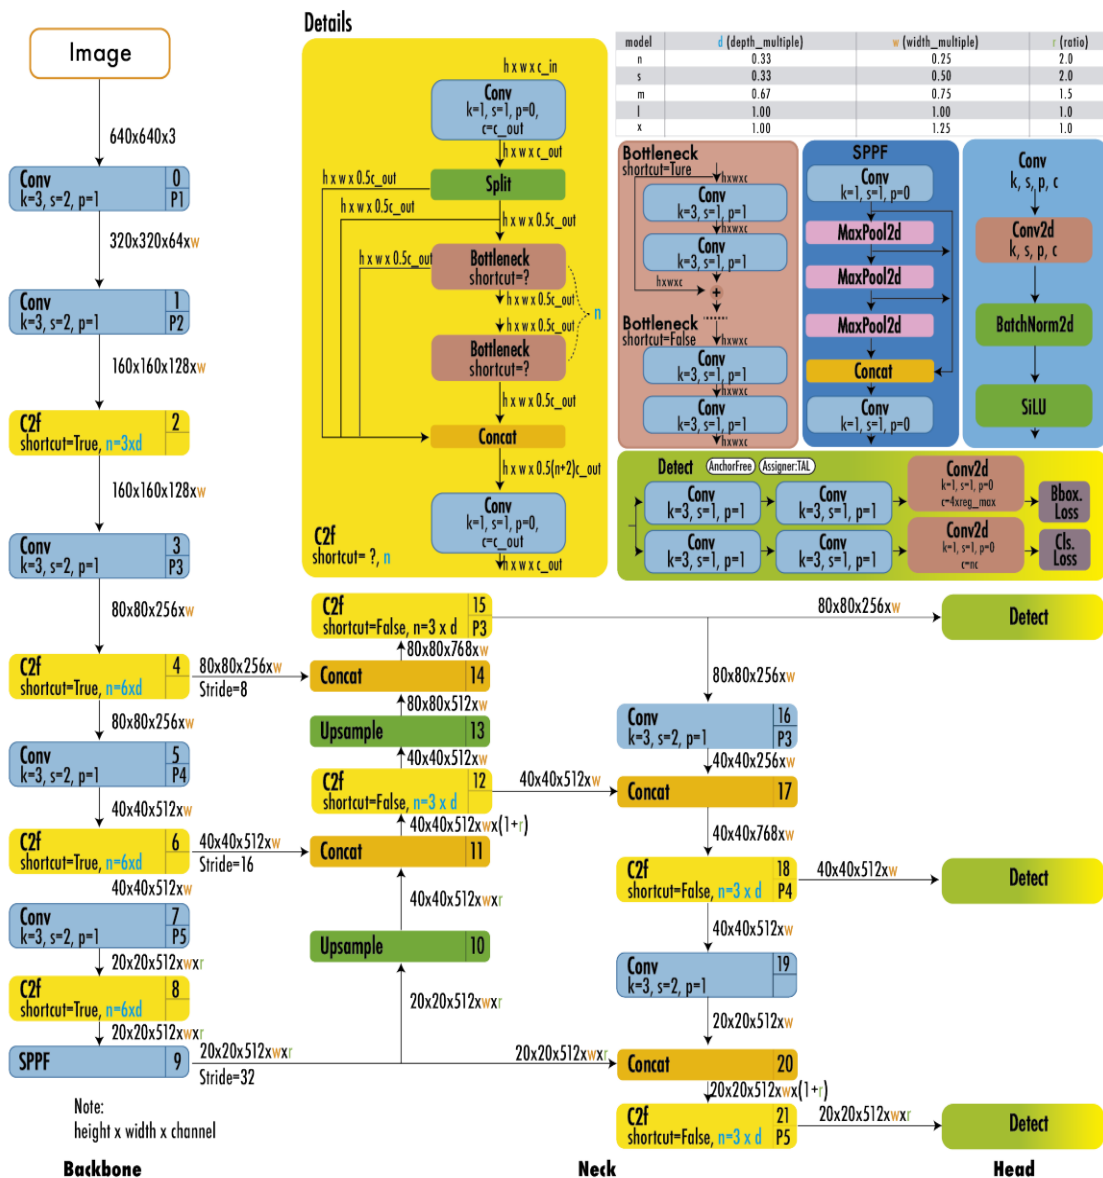 Details
Image
640x640x3
Conv
k=3, s=2, p=1
0
P1
320x320x64xw
Conv
k=3, s=2, p=1
1
P2
160x160x128xw
C2f
shortcut=True, n=3xd
2
160x160x128xw
Conv
k=3, s=2, p=1
3
P3
80x80x256xw
C2f
shortcut=True, n=6xd
4
80x80x256xw
Stride=8
80x80x256xw
Conv
k=3, s=2, p=1
5
P4
40x40x512xw
C2f
shortcut=True, n=6xd
6
40x40x512xw
Stride=16
40x40x512xw
Conv
k=3, s=2, p=1
7
P5
20x20x512xwxr
C2f
shortcut=True, n=6xd
8
20x20x512xwxr
SPPF
9
20x20x512xwxr
Stride=32
Note:
height x width x channel
Backbone
h x w x c_in
Conv
k=1, s=1, p=0,
c=c_out
h x w x c_out
Split
h x w x 0.5c_out
h x w x 0.5c_out
h x w x 0.5c_out
h x w x 0.5c_out
Bottleneck
shortcut=?
h x w x 0.5c_out
n
h x w x 0.5c_out
Bottleneck
shortcut=?
h x w x 0.5c_out
Concat
h x w x 0.5(n+2)c_out
Conv
k=1, s=1, p=0,
c=c_out
h x w x c_out
C2f
shortcut= ?, n
model d (depth_multiple) w (width_multiple) r (ratio)
n 0.33 0.25 2.0
s 0.33 0.50 2.0
m 0.67 0.75 1.5
l 1.00 1.00 1.0
x 1.00 1.25 1.0
Bottleneck
shortcut=Ture
hxwxc
Conv
k=3, s=1, p=1
hxwxc
Conv
k=3, s=1, p=1
hxwxc
+
Bottleneck
shortcut=False
hxwxc
Conv
k=3, s=1, p=1
hxwxc
Conv
k=3, s=1, p=1
hxwxc
SPPF
Conv
k=1, s=1, p=0
MaxPool2d
MaxPool2d
MaxPool2d
Concat
Conv
k=1, s=1, p=0
Conv
k, s, p, c
Conv2d
k, s, p, c
BatchNorm2d
SiLU
Detect
AnchorFree
Assigner:TAL
Conv
k=3, s=1, p=1
Conv
k=3, s=1, p=1
Conv2d
k=1, s=1, p=0
c=4xreg_max
Bbox.
Loss
Conv
k=3, s=1, p=1
Conv
k=3, s=1, p=1
Conv2d
k=1, s=1, p=0
c=nc
Cls.
Loss
C2f
shortcut=False, n=3 x d
15
P3
80x80x256xw
Detect
80x80x768xw
Concat
14
80x80x512xw
Upsample
13
40x40x512xw
C2f
shortcut=False, n=3 x d
12
40x40x512xw
40x40x512xwx(1+r)
Concat
11
40x40x512xwxr
Upsample
10
20x20x512xwxr
80x80x256xw
Conv
k=3, s=2, p=1
16
P3
40x40x256xw
Concat
17
40x40x768xw
C2f
shortcut=False, n=3 x d
18
P4
40x40x512xw
Detect
40x40x512xw
Conv
k=3, s=2, p=1
19
20x20x512xw
20x20x512xwxr
Concat
20
20x20x512xwx(1+r)
C2f
shortcut=False, n=3 x d
21
P5
20x20x512xwxr
Detect
Neck
Head